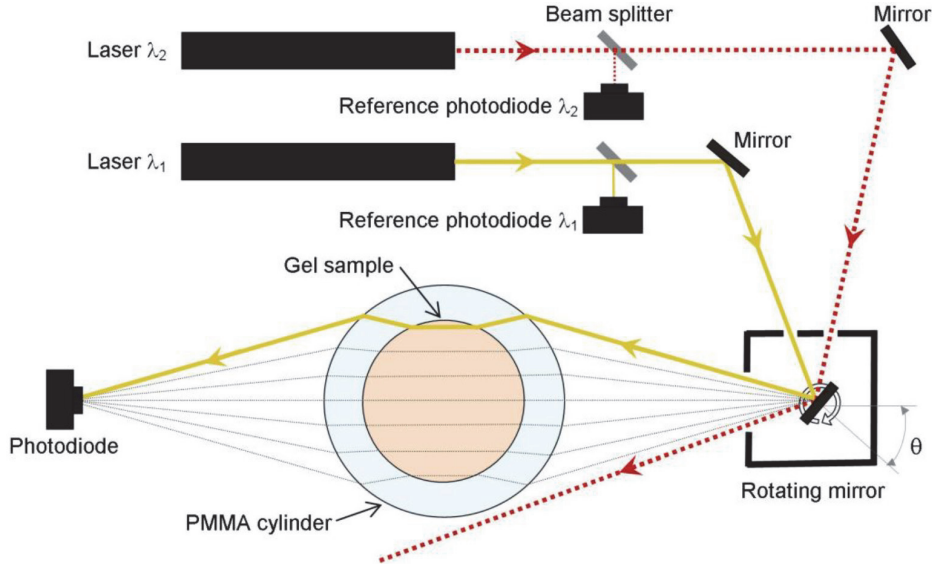 Beam splitter
Mirror
Laser λ₂
Reference photodiode λ₂
Laser λ₁
Mirror
Reference photodiode λ₁
Gel sample
Photodiode
θ
Rotating mirror
PMMA cylinder